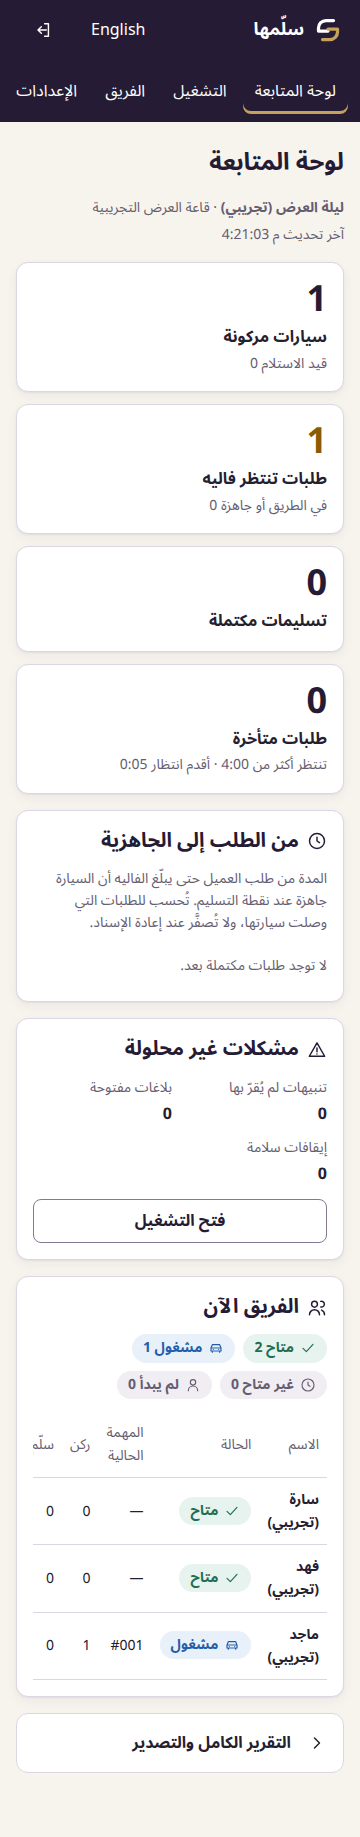 سلّمها
English
لوحة المتابعة
التشغيل
الفريق
الإعدادات
لوحة المتابعة
ليلة العرض (تجريبي) · قاعة العرض التجريبية
آخر تحديث م 4:21:03
1
سيارات مركونة
قيد الاستلام 0
1
طلبات تنتظر فاليه
في الطريق أو جاهزة 0
0
تسليمات مكتملة
0
طلبات متأخرة
تنتظر أكثر من 4:00 · أقدم انتظار 0:05
من الطلب إلى الجاهزية
المدة من طلب العميل حتى يبلّغ الفاليه أن السيارة
جاهزة عند نقطة التسليم. تُحسب للطلبات التي
وصلت سيارتها، ولا تُصفَّر عند إعادة الإسناد.
لا توجد طلبات مكتملة بعد.
مشكلات غير محلولة
تنبيهات لم يُقرّ بها
0
بلاغات مفتوحة
0
إيقافات سلامة
0
فتح التشغيل
الفريق الآن
متاح 2
مشغول 1
غير متاح 0
لم يبدأ 0
الاسم الحالة المهمة الحالية ركن سلّم
سارة (تجريبي) متاح — 0 0
فهد (تجريبي) متاح — 0 0
ماجد (تجريبي) مشغول #001 1 0
التقرير الكامل والتصدير